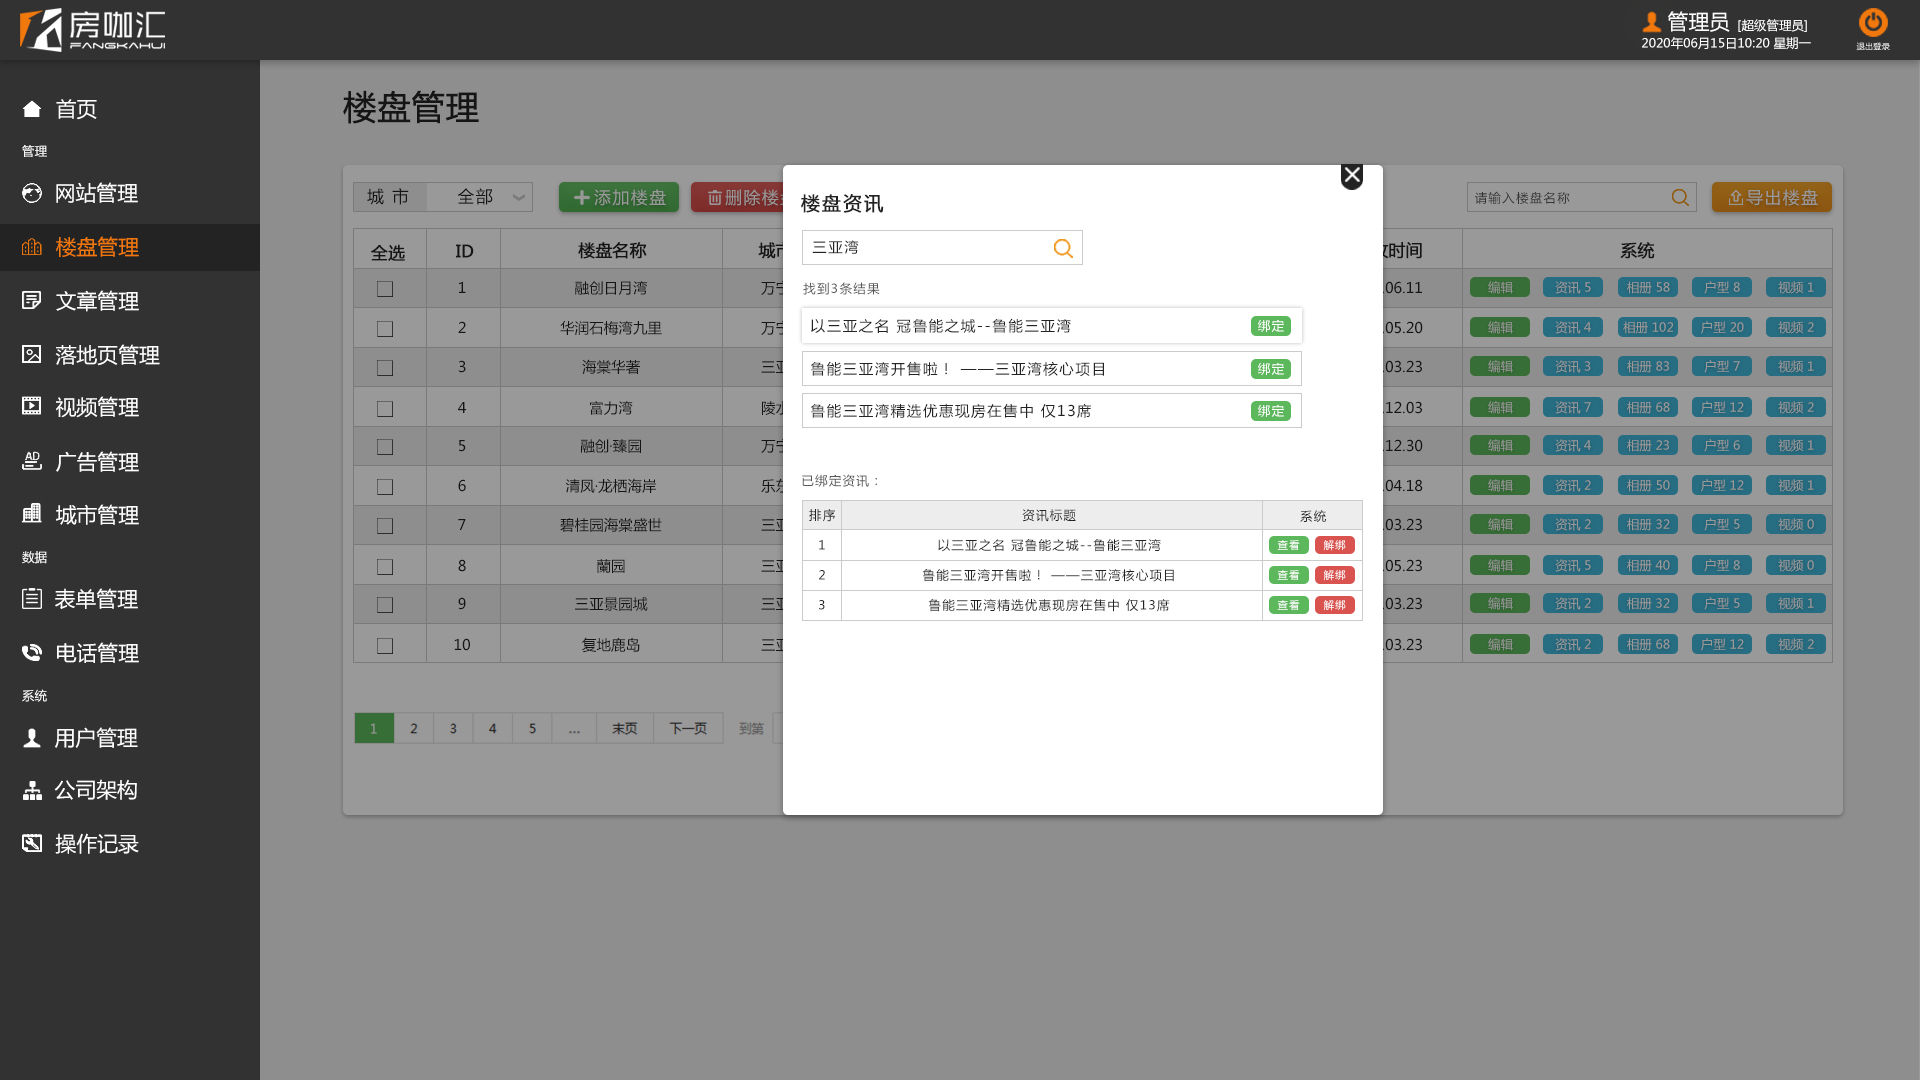 房咖汇
FANGKAHUI
管理员 [超级管理员]
2020年06月15日10:20 星期一
退出登录
首页
管理
网站管理
楼盘管理
文章管理
落地页管理
视频管理
AD 广告管理
城市管理
数据
表单管理
电话管理
系统
用户管理
公司架构
操作记录
楼盘管理
城 市 全部
添加楼盘
删除楼
请输入楼盘名称
导出楼盘
全选 ID 楼盘名称 城市 时间 系统
1 融创日月湾 万宁 .06.11 编辑 资讯 5 相册 58 户型 8 视频 1
2 华润石梅湾九里 万宁 .05.20 编辑 资讯 4 相册 102 户型 20 视频 2
3 海棠华著 三亚 .03.23 编辑 资讯 3 相册 83 户型 7 视频 1
4 富力湾 陵水 .12.03 编辑 资讯 7 相册 68 户型 12 视频 2
5 融创·臻园 万宁 .12.30 编辑 资讯 4 相册 23 户型 6 视频 1
6 清凤·龙栖海岸 乐东 .04.18 编辑 资讯 2 相册 50 户型 12 视频 1
7 碧桂园海棠盛世 三亚 .03.23 编辑 资讯 2 相册 32 户型 5 视频 0
8 蘭园 三亚 .05.23 编辑 资讯 5 相册 40 户型 8 视频 0
9 三亚景园城 三亚 .03.23 编辑 资讯 2 相册 32 户型 5 视频 1
10 复地鹿岛 三亚 .03.23 编辑 资讯 2 相册 68 户型 12 视频 2
1 2 3 4 5 ... 末页 下一页 到第
楼盘资讯
三亚湾
找到3条结果
以三亚之名 冠鲁能之城--鲁能三亚湾 绑定
鲁能三亚湾开售啦！ ——三亚湾核心项目 绑定
鲁能三亚湾精选优惠现房在售中 仅13席 绑定
已绑定资讯：
排序 资讯标题 系统
1 以三亚之名 冠鲁能之城--鲁能三亚湾 查看 解绑
2 鲁能三亚湾开售啦！ ——三亚湾核心项目 查看 解绑
3 鲁能三亚湾精选优惠现房在售中 仅13席 查看 解绑